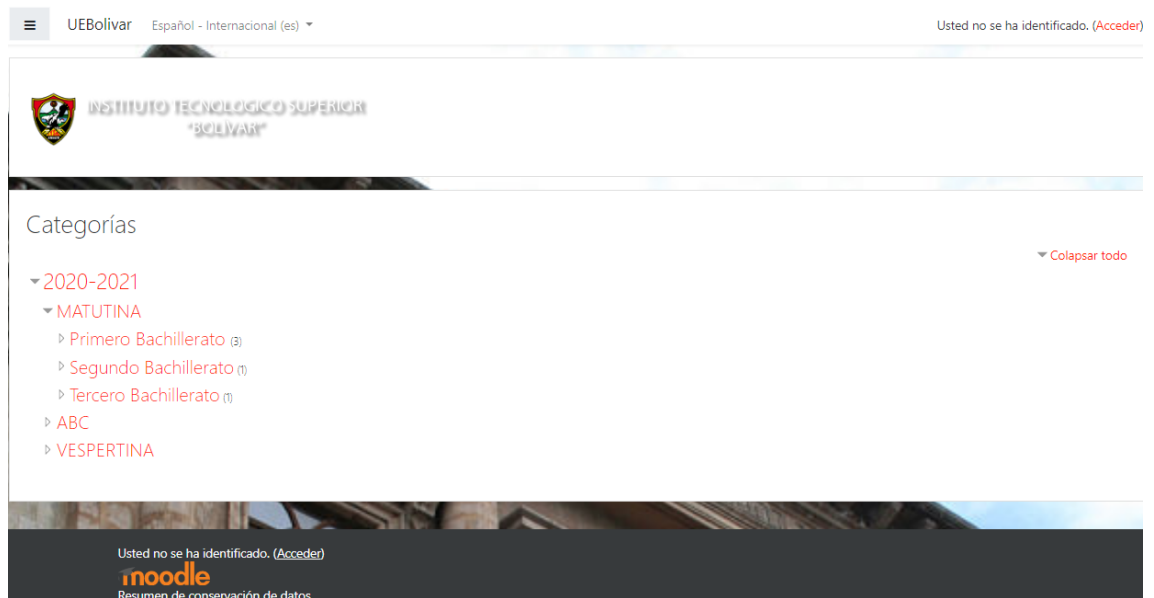 UEBolivar Español - Internacional (es)
Usted no se ha identificado. (Acceder)
INSTITUTO TECNOLOGICO SUPERIOR
"BOLÍVAR"
Categorías
Colapsar todo
2020-2021
MATUTINA
Primero Bachillerato (3)
Segundo Bachillerato (1)
Tercero Bachillerato (1)
ABC
VESPERTINA
Usted no se ha identificado. (Acceder)
moodle
Resumen de conservación de datos